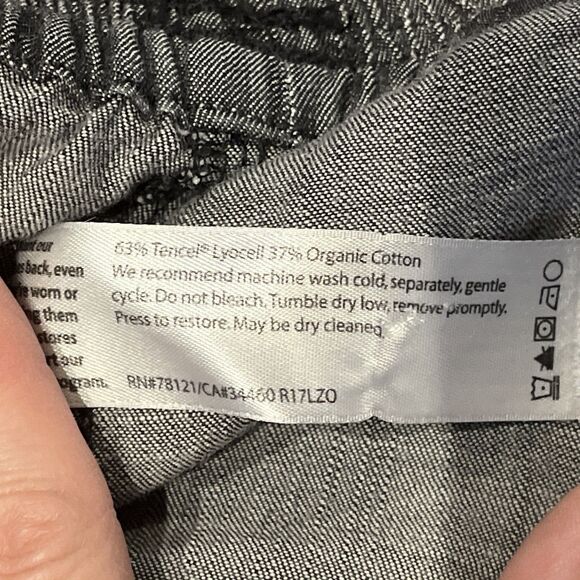 63% Tencel® Lyocell 37% Organic Cotton
We recommend machine wash cold, separately, gentle
cycle. Do not bleach. Tumble dry low, remove promptly.
Press to restore. May be dry cleaned.
RN#78121/CA#34460 R17LZO
our
back, even
worn or
them
our